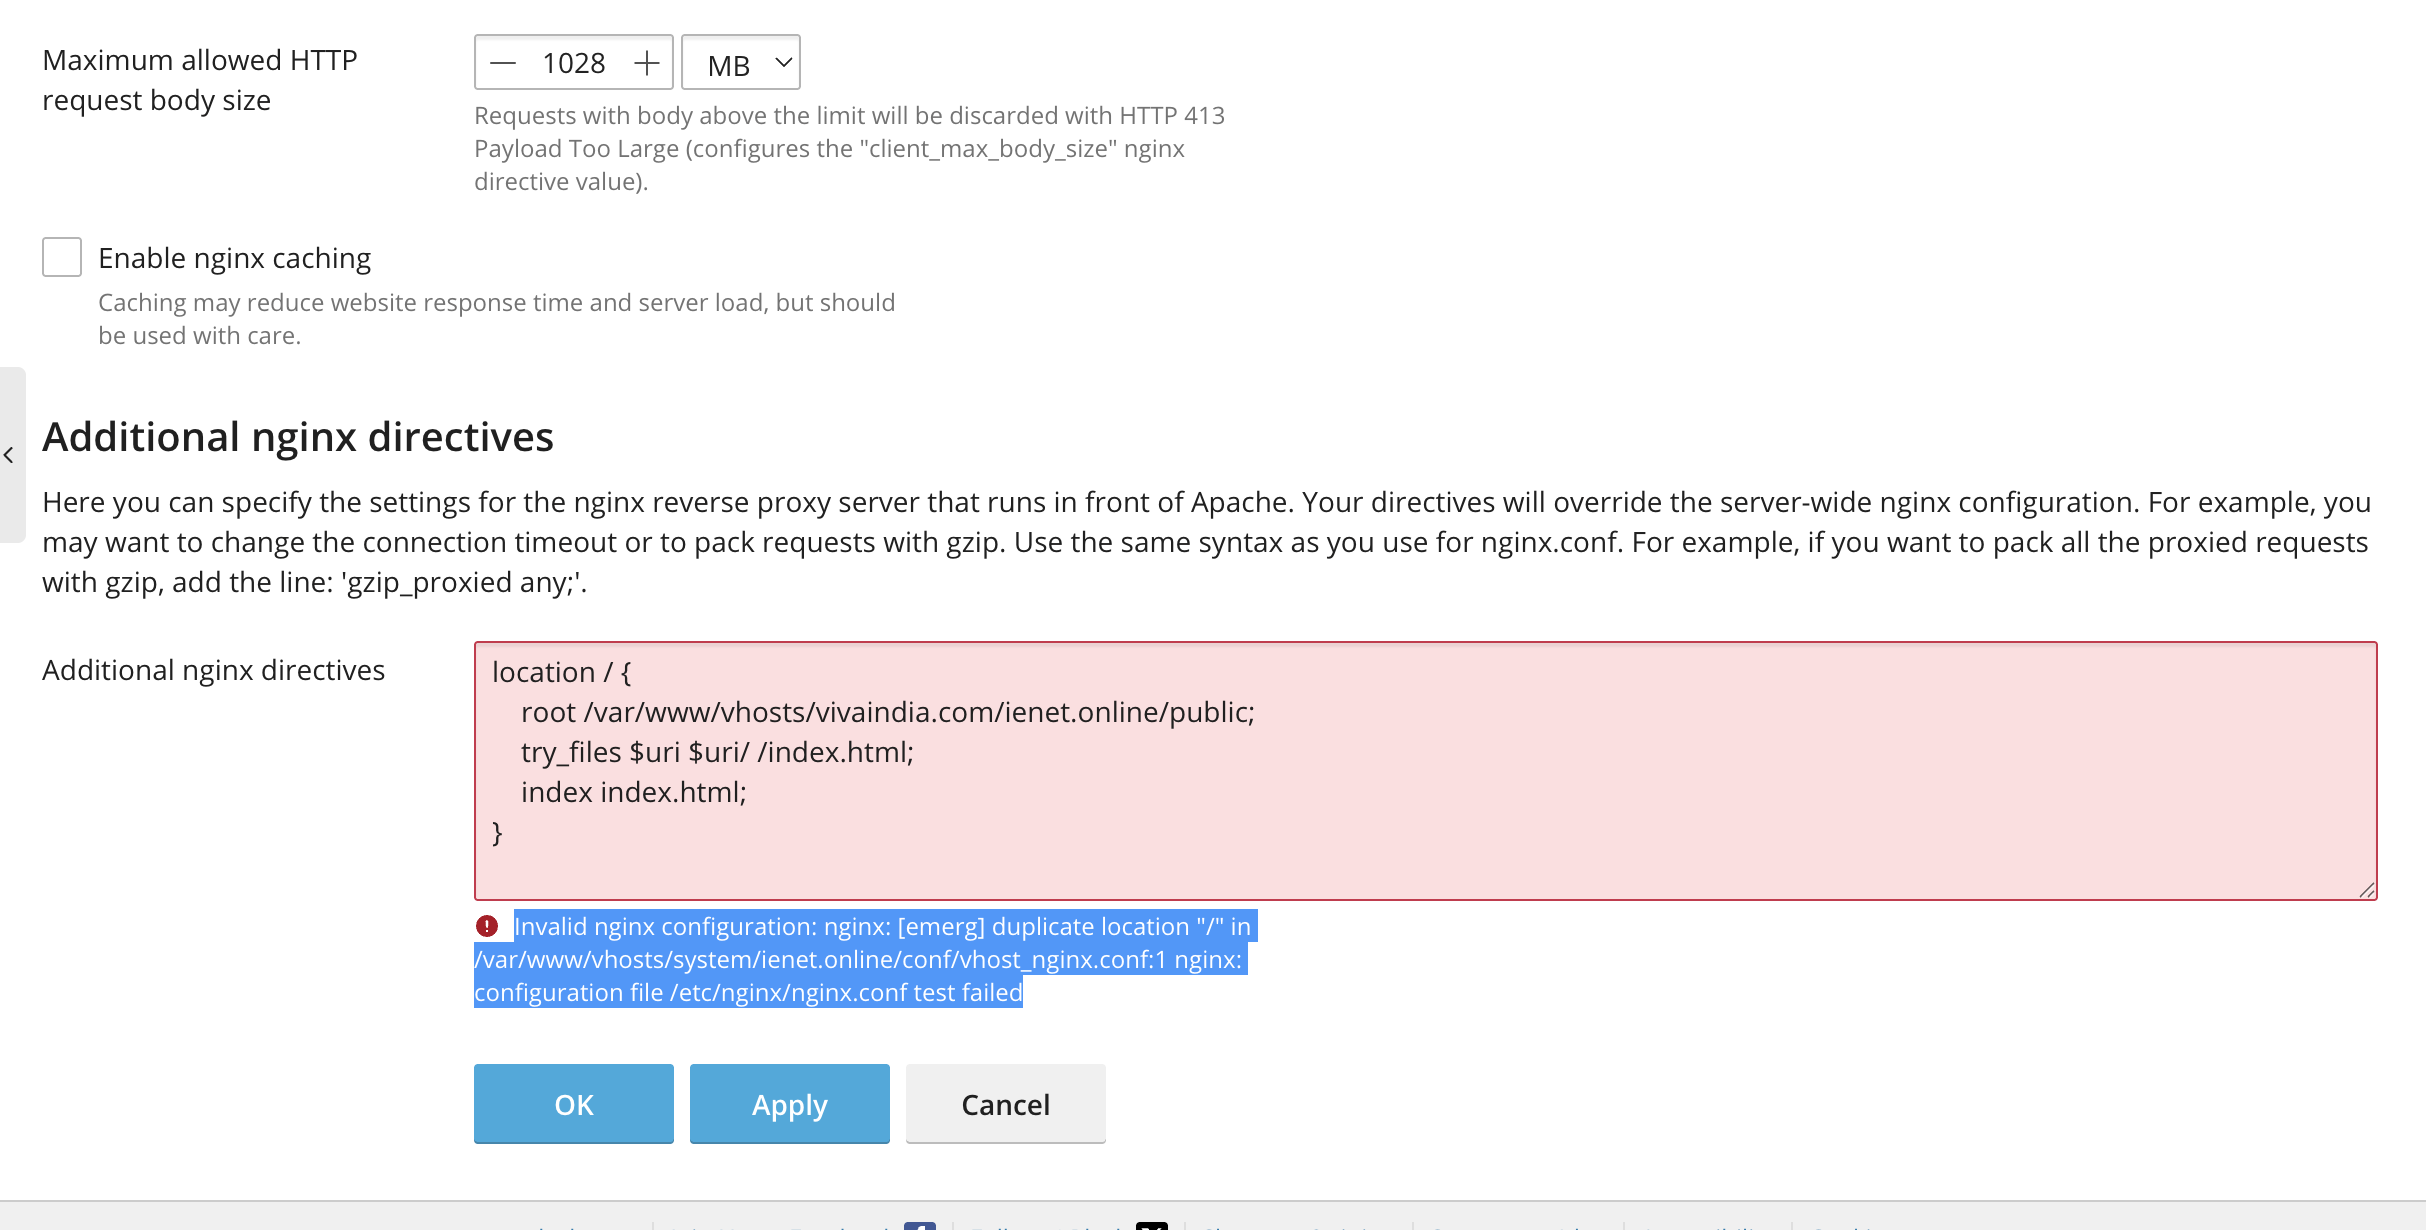 Maximum allowed HTTP
request body size
1028
MB
Requests with body above the limit will be discarded with HTTP 413
Payload Too Large (configures the "client_max_body_size" nginx
directive value).
Enable nginx caching
Caching may reduce website response time and server load, but should
be used with care.
Additional nginx directives
Here you can specify the settings for the nginx reverse proxy server that runs in front of Apache. Your directives will override the server-wide nginx configuration. For example, you
may want to change the connection timeout or to pack requests with gzip. Use the same syntax as you use for nginx.conf. For example, if you want to pack all the proxied requests
with gzip, add the line: 'gzip_proxied any;'.
Additional nginx directives
location / {
root /var/www/vhosts/vivaindia.com/ienet.online/public;
try_files $uri $uri/ /index.html;
index index.html;
}
Invalid nginx configuration: nginx: [emerg] duplicate location "/" in
/var/www/vhosts/system/ienet.online/conf/vhost_nginx.conf:1 nginx:
configuration file /etc/nginx/nginx.conf test failed
OK
Apply
Cancel